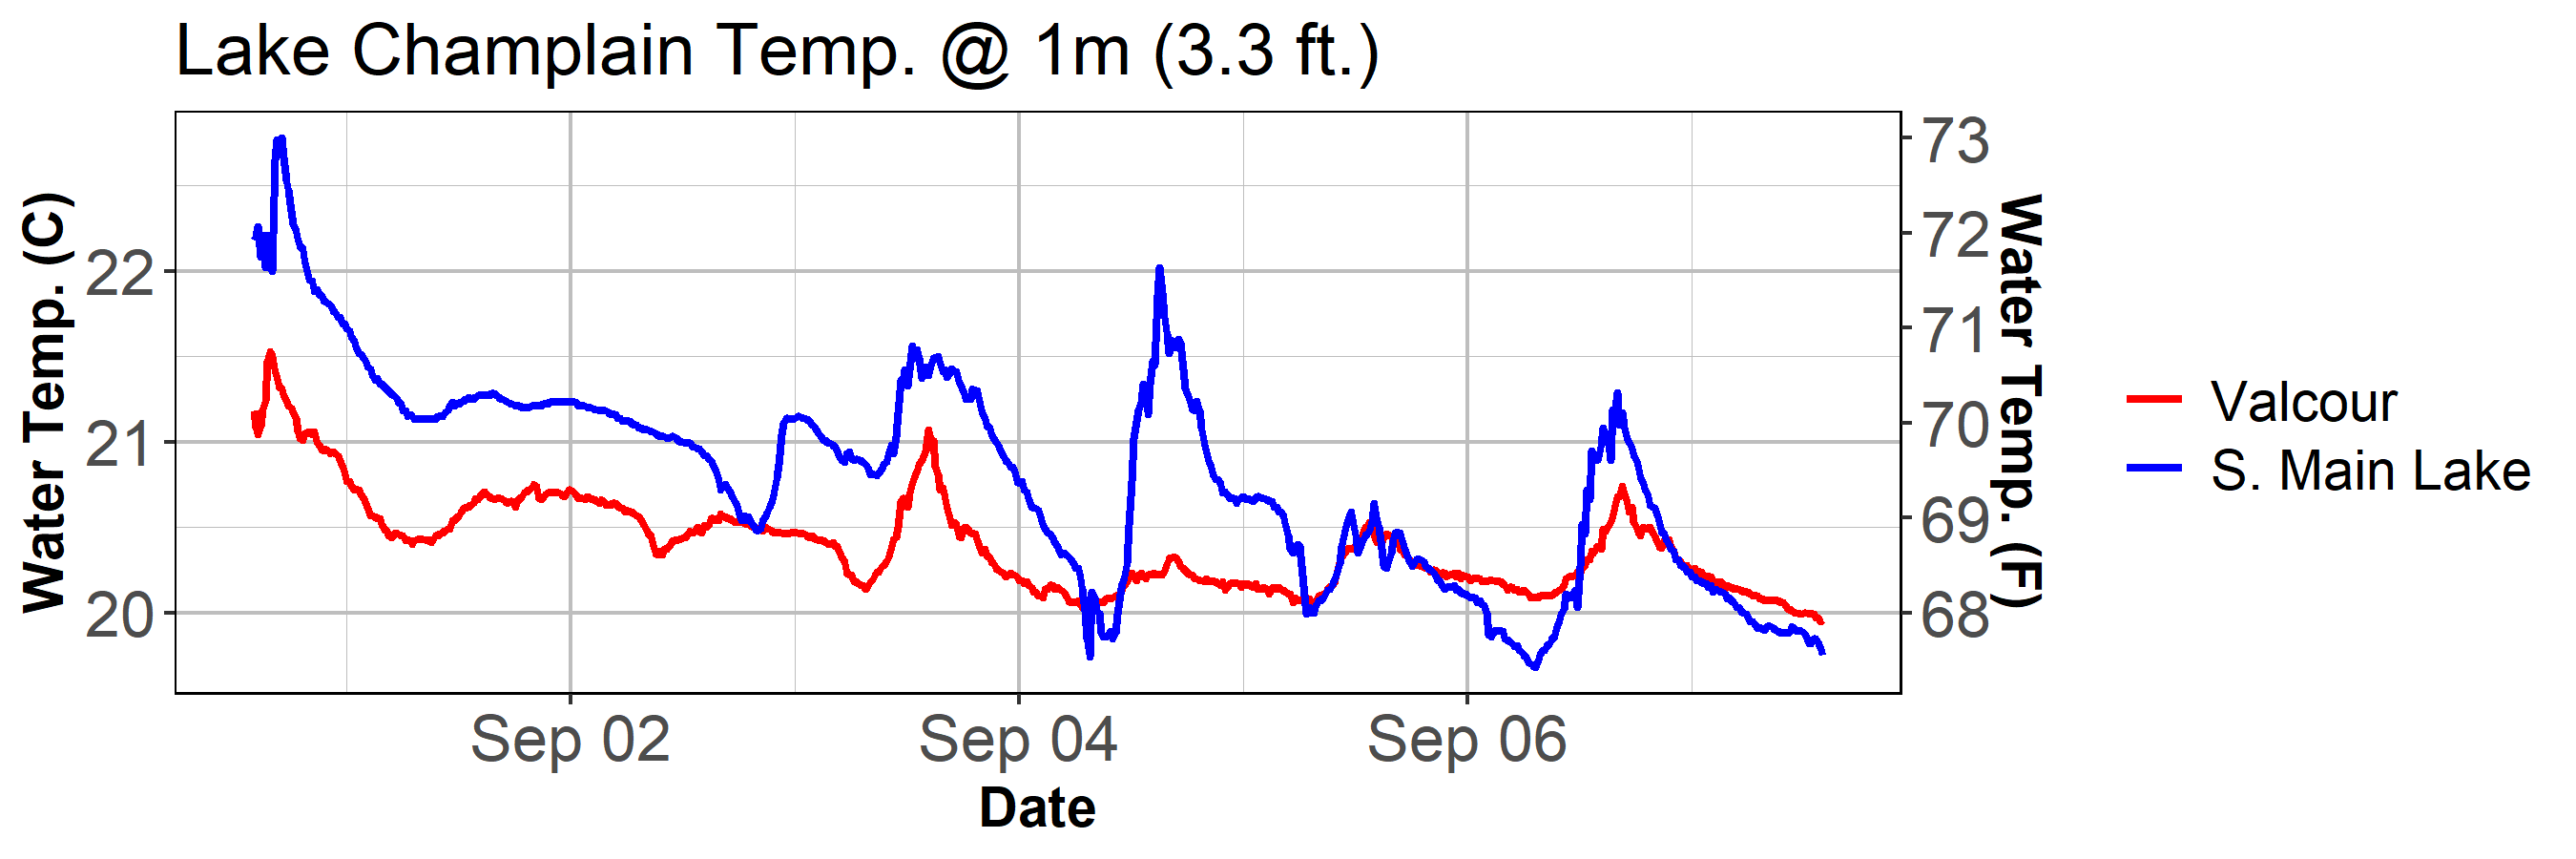 Lake Champlain Temp. @ 1m (3.3 ft.)
Water Temp. (C)
22
21
20
73
72
71
70
69
68
Water Temp. (F)
Sep 02
Sep 04
Sep 06
Date
Valcour
S. Main Lake